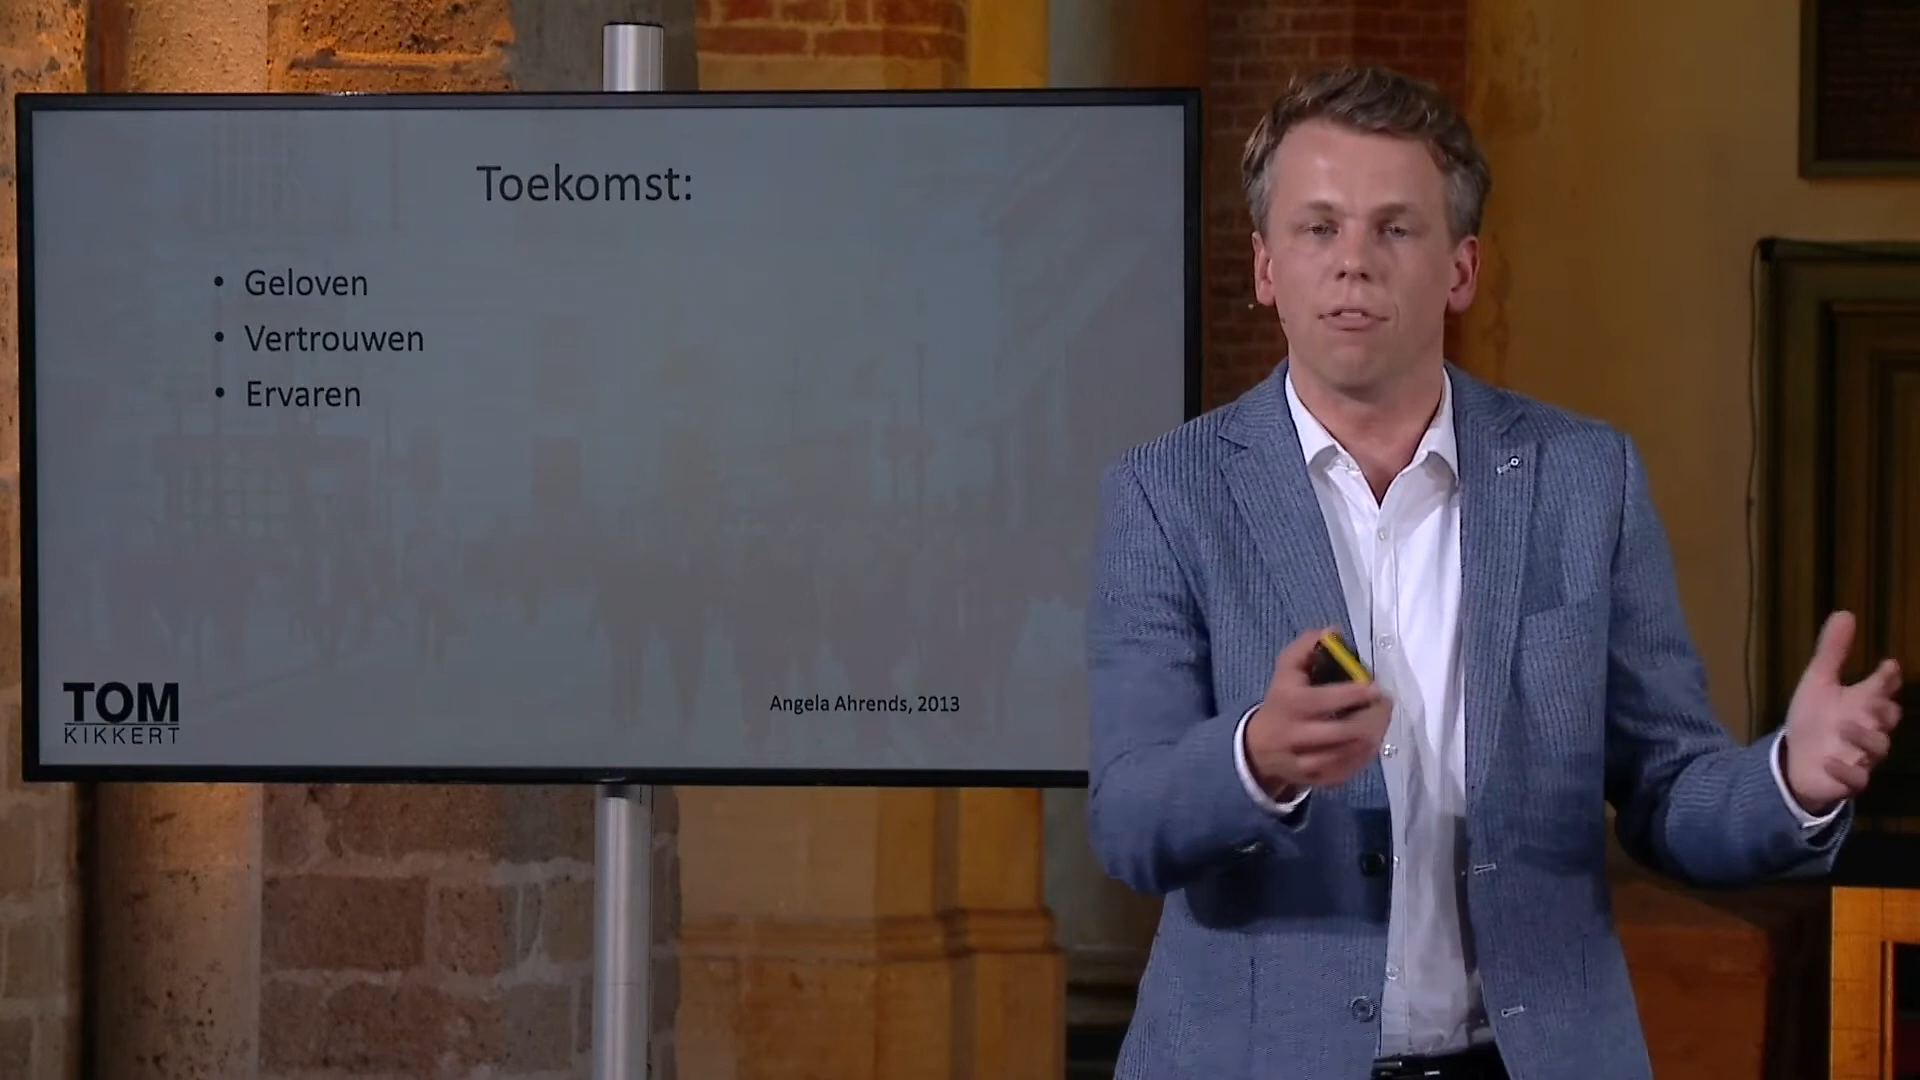 Toekomst:
• Geloven
• Vertrouwen
• Ervaren
Angela Ahrends, 2013
TOM
KIKKERT